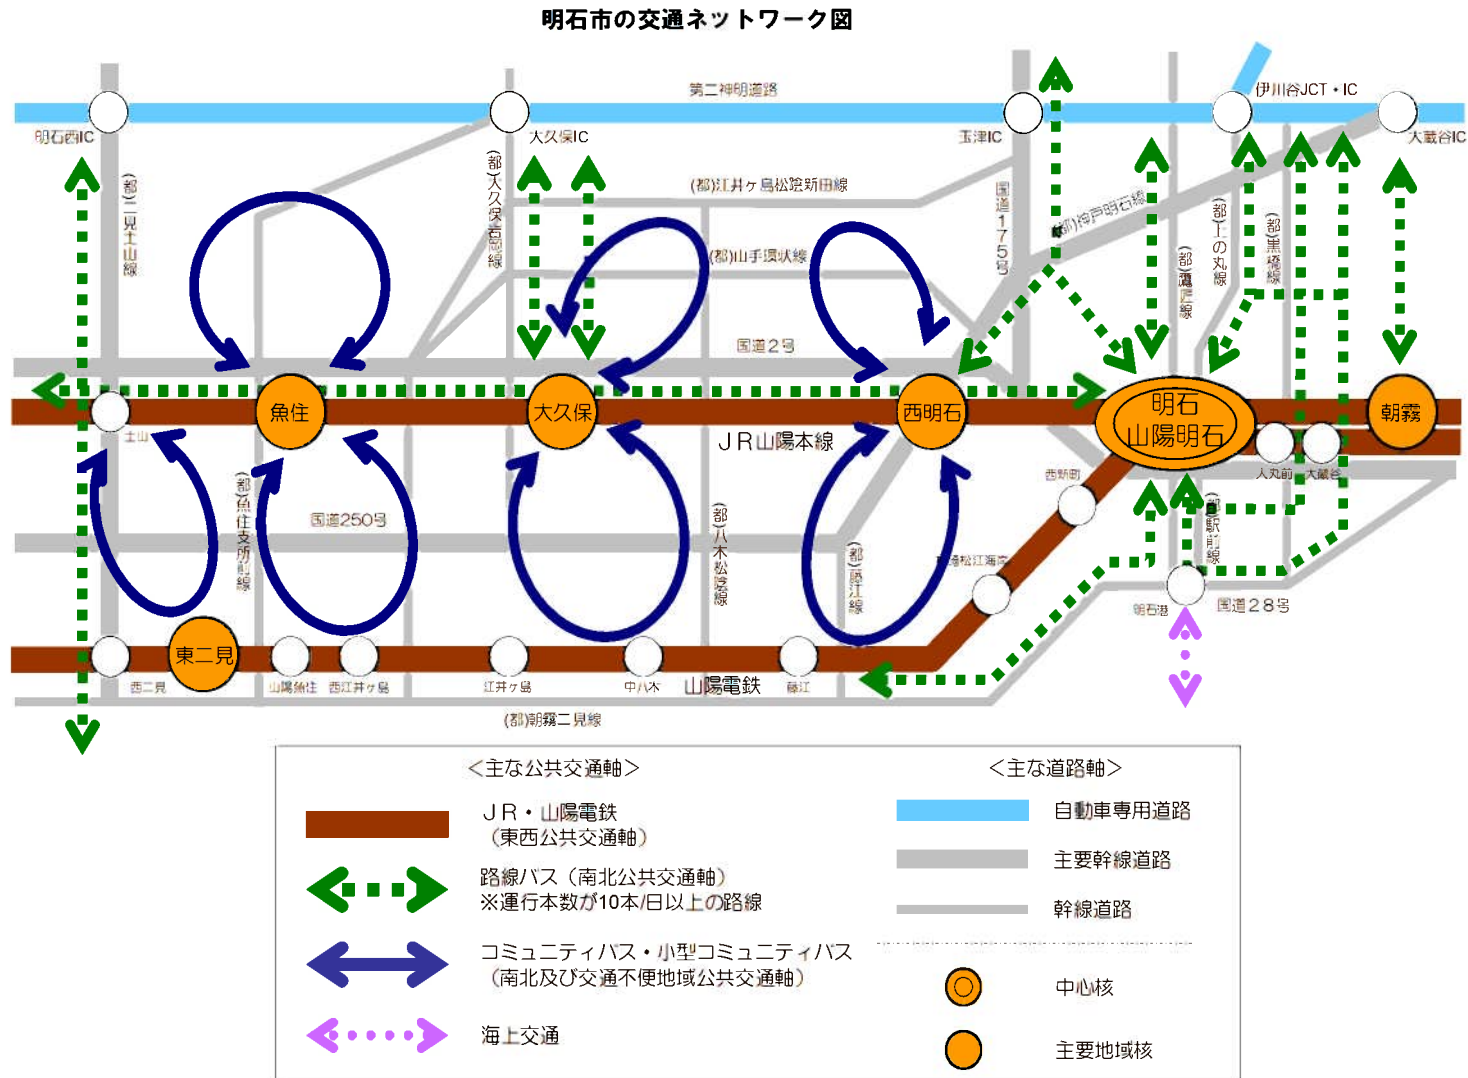 明石市の交通ネットワーク図
第二神明道路
伊川谷JCT・IC
明石西IC
大久保IC
玉津IC
大蔵谷IC
(都)二見土山線
(都)江井ヶ島松陰新田線
国道175号
(都)神戸明石線
(都)上の丸線
(都)黒橋線
(都)山手環状線
国道2号
土山
魚住
大久保
西明石
明石
山陽明石
朝霧
JR山陽本線
人丸前
大蔵谷
西新町
(都)魚住支所前線
国道250号
(都)八木松陰線
(都)藤江線
(都)駅前線
明石港
国道28号
東二見
西二見
山陽魚住
西江井ヶ島
江井ヶ島
中八木
山陽電鉄
藤江
(都)朝霧二見線
＜主な公共交通軸＞
JR・山陽電鉄
（東西公共交通軸）
路線バス（南北公共交通軸）
※運行本数が10本/日以上の路線
コミュニティバス・小型コミュニティバス
（南北及び交通不便地域公共交通軸）
海上交通
＜主な道路軸＞
自動車専用道路
主要幹線道路
幹線道路
中心核
主要地域核